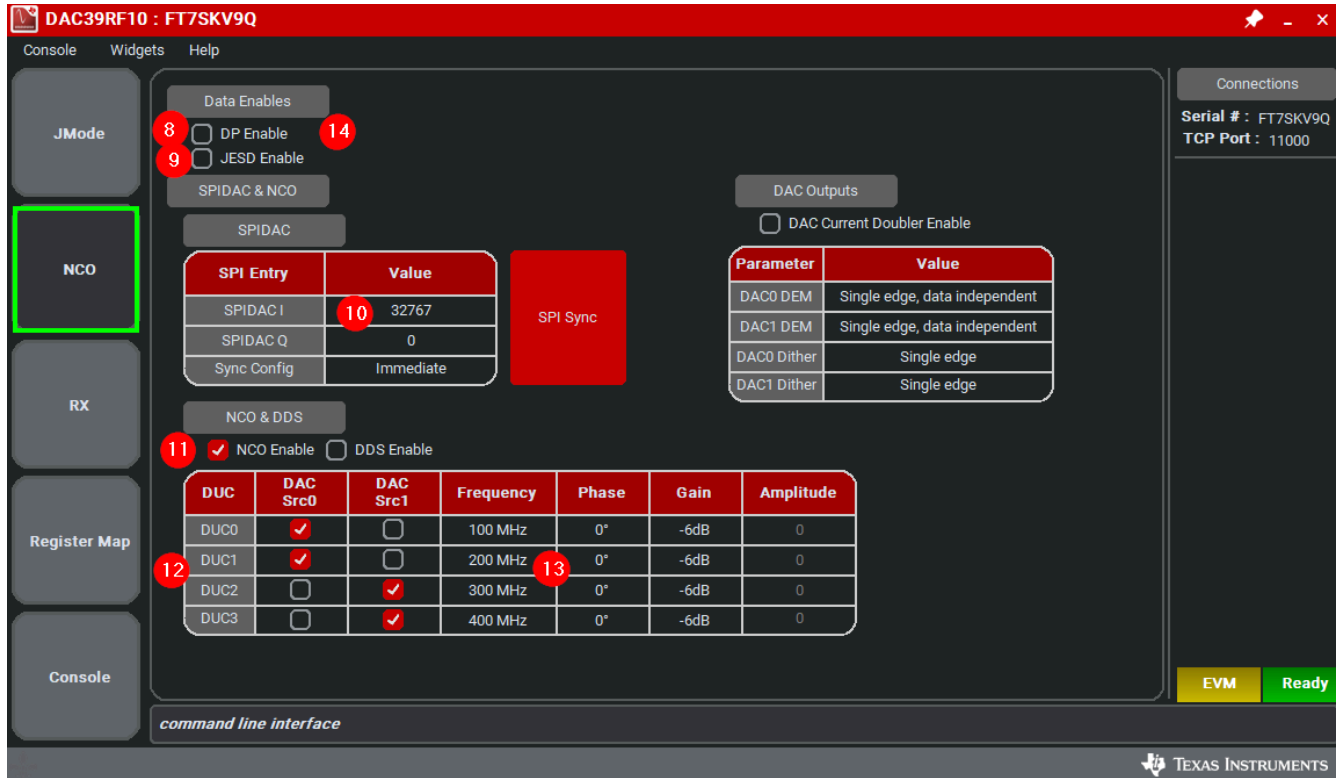 DAC39RF10 : FT7SKV9Q
Console Widgets Help
JMode
NCO
RX
Register Map
Console
Data Enables
8 DP Enable 14
9 JESD Enable
SPIDAC & NCO
SPIDAC
SPI Entry Value
SPIDAC I 10 32767
SPIDAC Q 0
Sync Config Immediate
SPI Sync
DAC Outputs
DAC Current Doubler Enable
Parameter Value
DAC0 DEM Single edge, data independent
DAC1 DEM Single edge, data independent
DAC0 Dither Single edge
DAC1 Dither Single edge
NCO & DDS
11 NCO Enable DDS Enable
DUC DAC Src0 DAC Src1 Frequency Phase Gain Amplitude
DUC0 100 MHz 0° -6dB 0
12 DUC1 200 MHz 13 0° -6dB 0
DUC2 300 MHz 0° -6dB 0
DUC3 400 MHz 0° -6dB 0
Connections
Serial # : FT7SKV9Q
TCP Port : 11000
EVM Ready
command line interface
TEXAS INSTRUMENTS